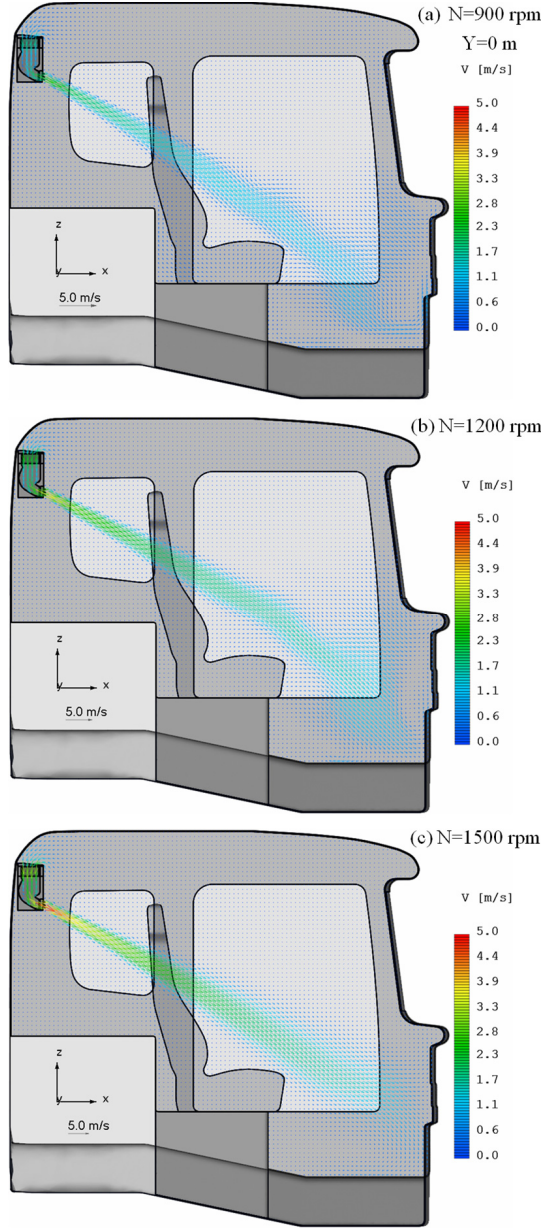 (a) N=900 rpm
Y=0 m
V [m/s]
5.0
4.4
3.9
3.3
2.8
2.3
1.7
1.1
0.6
0.0
z
y x
5.0 m/s
(b) N=1200 rpm
V [m/s]
5.0
4.4
3.9
3.3
2.8
2.3
1.7
1.1
0.6
0.0
z
y x
5.0 m/s
(c) N=1500 rpm
V [m/s]
5.0
4.4
3.9
3.3
2.8
2.3
1.7
1.1
0.6
0.0
z
y x
5.0 m/s